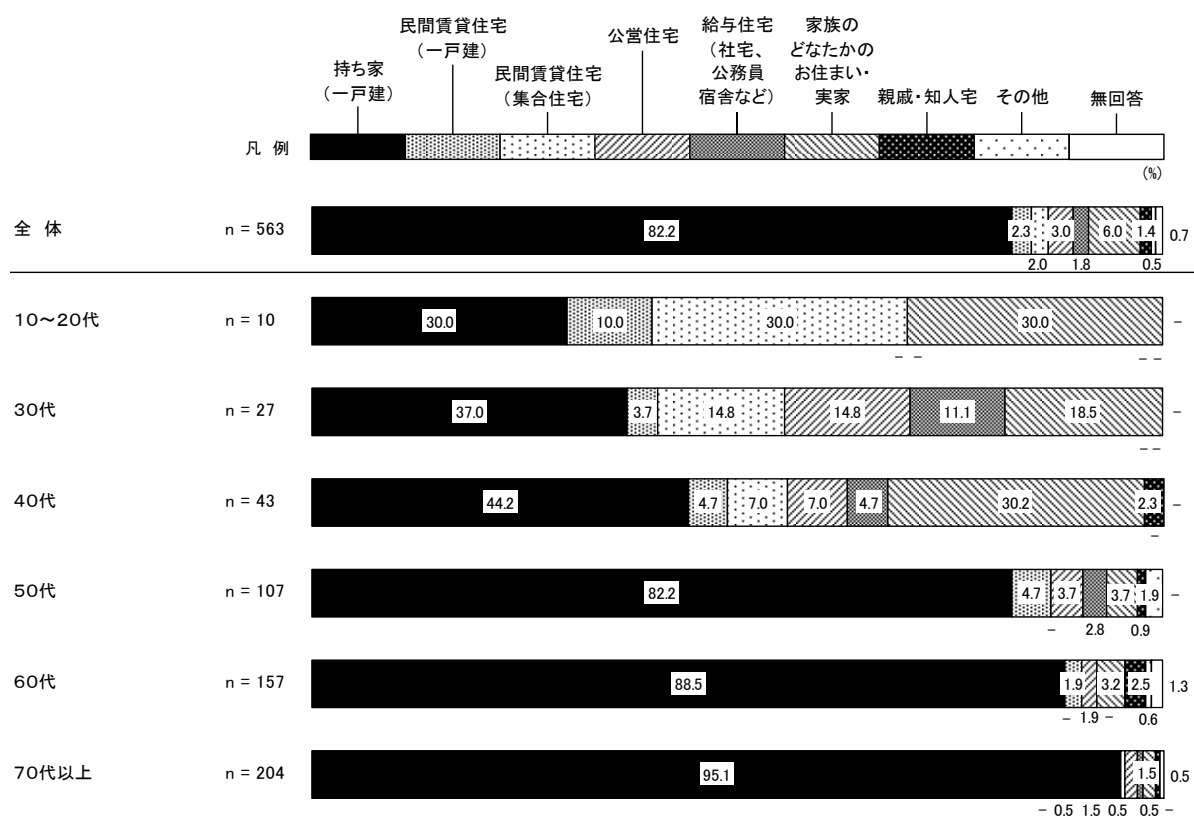 持ち家
（一戸建）
民間賃貸住宅
（一戸建）
民間賃貸住宅
（集合住宅）
公営住宅
給与住宅
（社宅、
公務員
宿舎など）
家族の
どなたかの
お住まい・
実家
親戚・知人宅
その他
無回答
凡 例
(%)
全 体 n = 563 82.2 2.3 3.0 6.0 1.4 0.7
2.0 1.8 0.5
10～20代 n = 10 30.0 10.0 30.0 30.0 －
－ － － －
30代 n = 27 37.0 3.7 14.8 14.8 11.1 18.5 －
－ －
40代 n = 43 44.2 4.7 7.0 7.0 4.7 30.2 2.3 －
－
50代 n = 107 82.2 4.7 3.7 3.7 1.9 －
－ 2.8 0.9
60代 n = 157 88.5 1.9 3.2 2.5 1.3
－ 1.9 － 0.6
70代以上 n = 204 95.1 1.5 0.5
－ 0.5 1.5 0.5 0.5 －